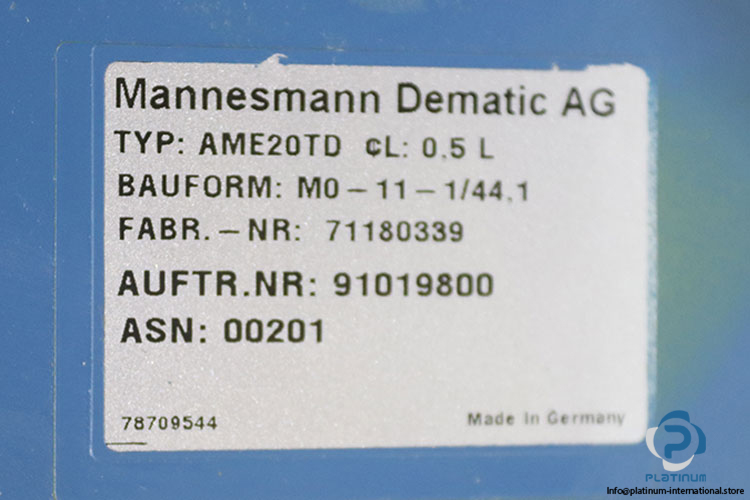 Mannesmann Dematic AG
TYP: AME20TD ¢L: 0,5 L
BAUFORM: M0-11-1/44,1
FABR.-NR: 71180339
AUFTR.NR: 91019800
ASN: 00201
78709544
Made In Germany
PLATINUM
Info@platinum-international.store